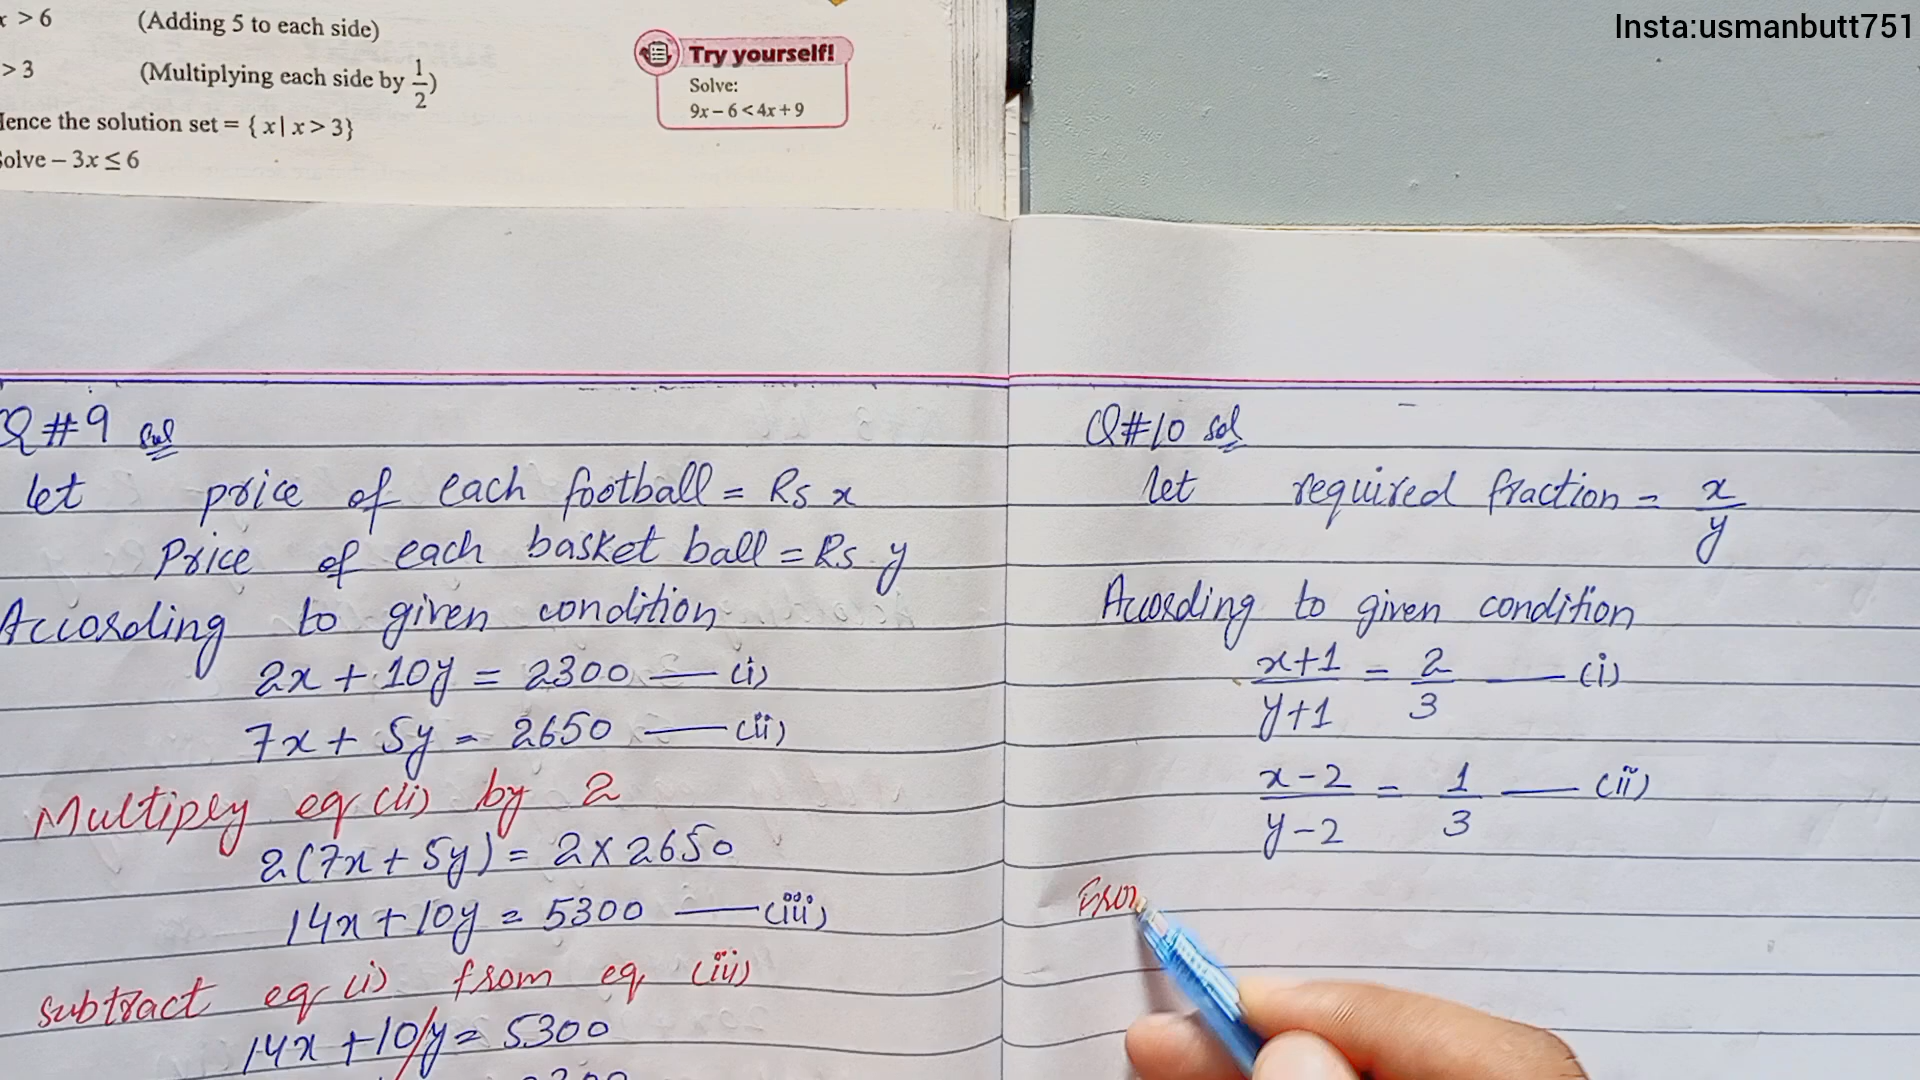 Insta:usmanbutt751
x > 6 (Adding 5 to each side)
> 3 (Multiplying each side by 1/2)
Hence the solution set = { x | x > 3}
Solve – 3x ≤ 6
Try yourself!
Solve:
9x – 6 < 4x + 9
Q#9 sol
let price of each football = Rs x
Price of each basket ball = Rs y
According to given condition
2x + 10y = 2300 — (i)
7x + 5y = 2650 — (ii)
Multiply eq (ii) by 2
2(7x + 5y) = 2 × 2650
14x + 10y = 5300 — (iii)
subtract eq (i) from eq (iii)
14x + 10y = 5300
Q#10 sol
let required fraction = x/y
According to given condition
x+1/y+1 = 2/3 — (i)
x-2/y-2 = 1/3 — (ii)
From